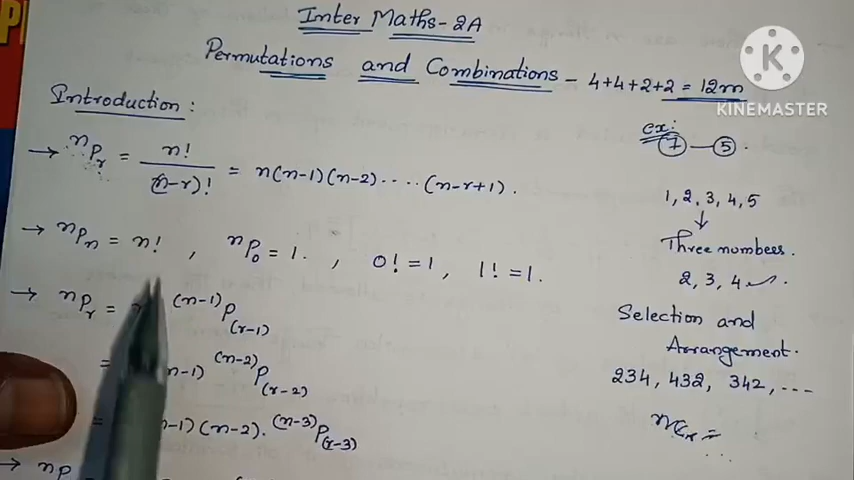 Inter Maths-2A
Permutations and Combinations - 4+4+2+2 = 12m
KINEMASTER
Introduction :
→ nPr = n!/(n-r)! = n(n-1)(n-2)....(n-r+1).
→ nPn = n! , nP0 = 1. , 0! = 1, 1! = 1.
→ nPr = (n-1)P(r-1)
= n-1) (n-2)P(r-2)
= n-1)(n-2). (n-3)P(r-3)
→ nP
ex:
7 — 5.
1, 2, 3, 4, 5
↓
Three numbers.
2, 3, 4
Selection and
Arrangement.
234, 432, 342, ...
nCr =